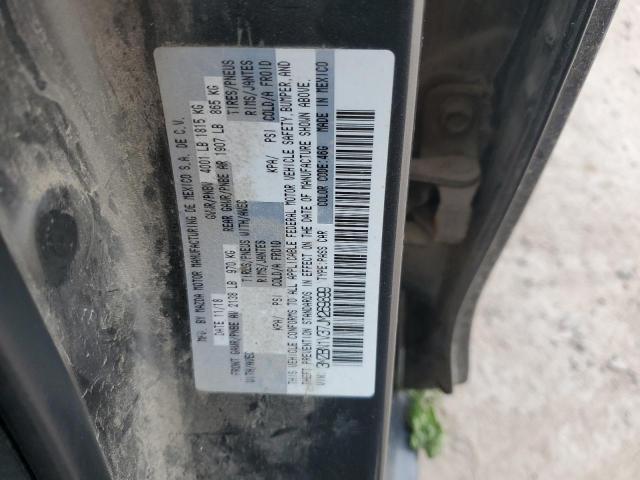 MFG. BY MAZDA MOTOR MANUFACTURING DE MEXICO S.A. DE C.V.
DATE 11/18 GVWR/PNBV 4001 LB 1815 KG
FRONT GAWR/PNBE AV 2138 LB 970 KG REAR GAWR/PNBE AR 1907 LB 865 KG
WITH/AVEC TIRES/PNEUS WITH/AVEC TIRES/PNEUS
RIMS/JANTES RIMS/JANTES
KPA/ PSI COLD/A FROID KPA/ PSI COLD/A FROID
THIS VEHICLE CONFORMS TO ALL APPLICABLE FEDERAL MOTOR VEHICLE SAFETY, BUMPER, AND
THEFT PREVENTION STANDARDS IN EFFECT ON THE DATE OF MANUFACTURE SHOWN ABOVE.
VIN: TYPE:PASS CAR COLOR CODE:46G MADE IN MEXICO